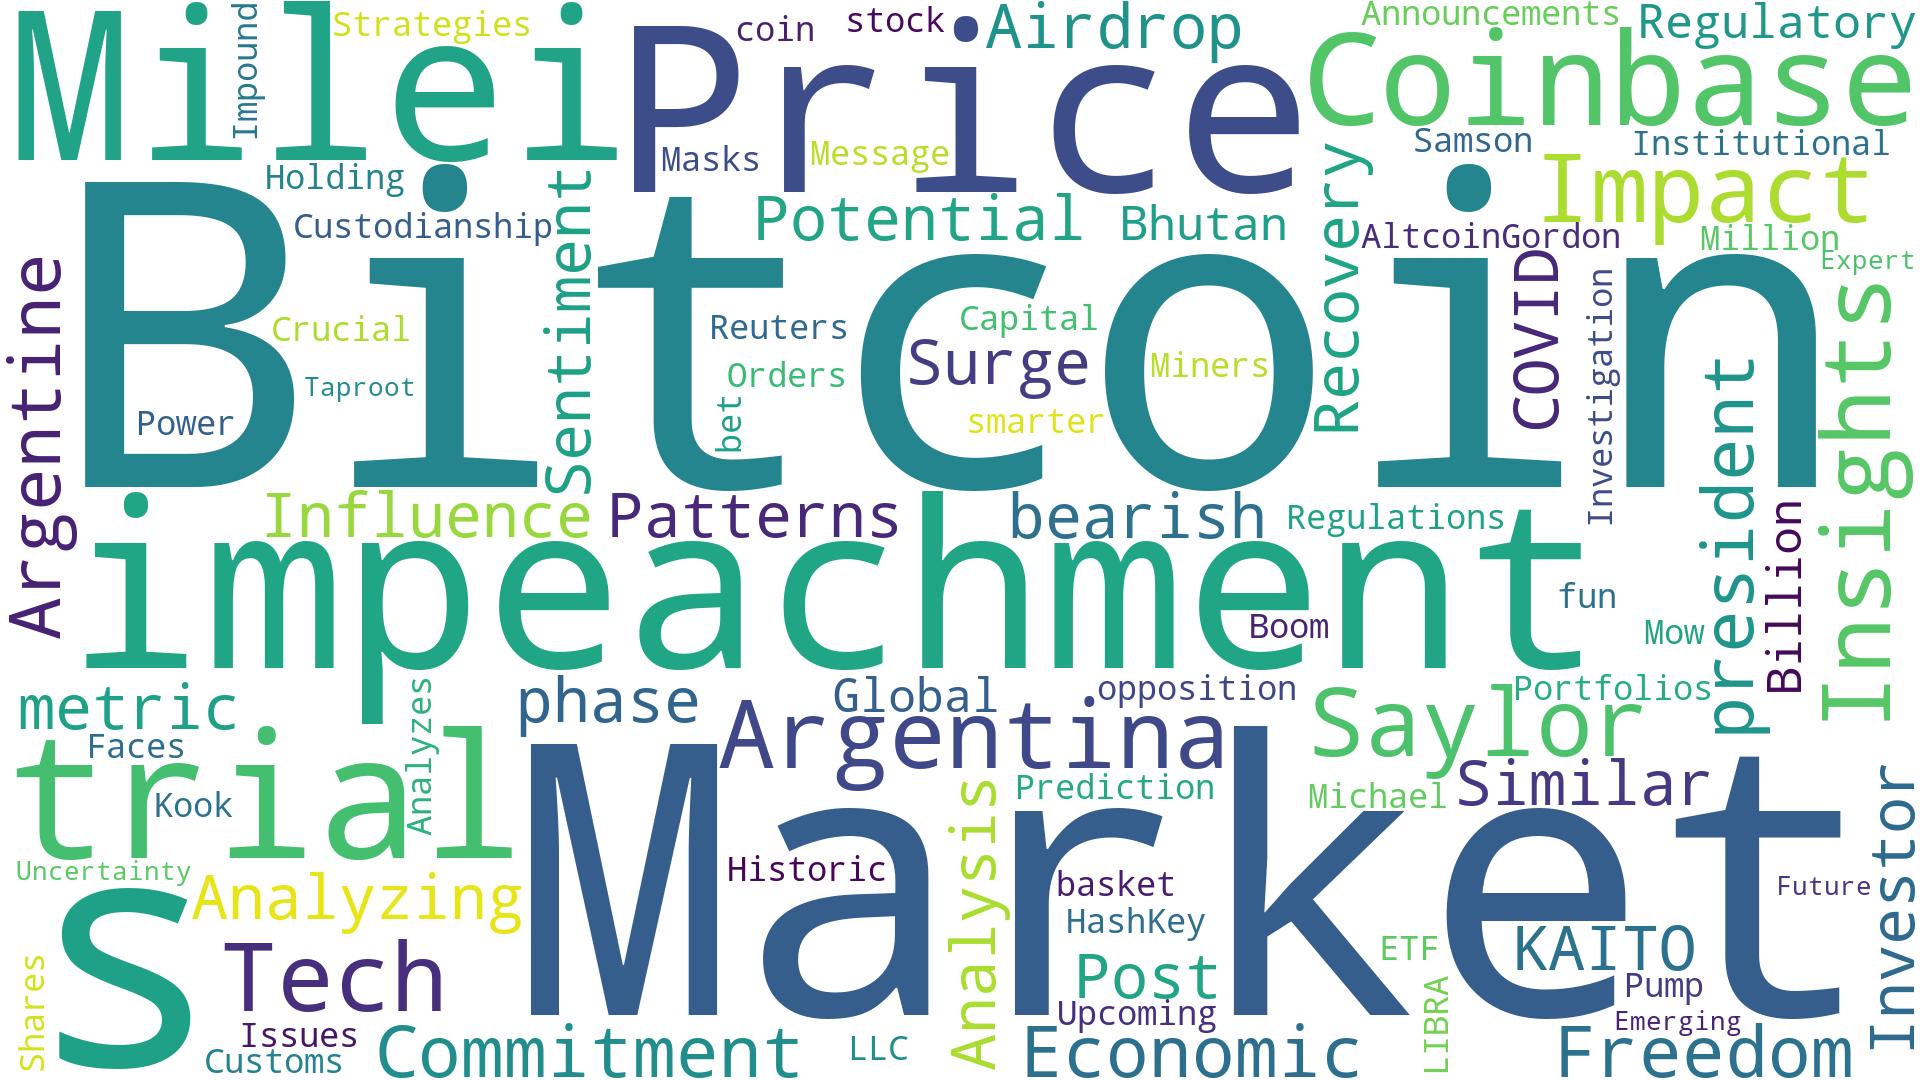 Milei
Impound
Strategies
Price
coin
stock
Airdrop
Announcements
Regulatory
Coinbase
Masks
Message
Samson
Institutional
Impact
Holding
Custodianship
Sentiment
Potential
Bhutan
Recovery
AltcoinGordon
Million
Expert
Argentine
Bitcoin
Crucial
Taproot
Power
Reuters
Orders
bet
Capital
Surge
smarter
Miners
COVID
Investigation
president
Billion
Insights
Influence
Patterns
bearish
Regulations
impeachment
Boom
fun
Mow
metric
Faces
trial
Kook
Analyzes
phase
Global
opposition
Argentina
Saylor
Portfolios
Prediction
Michael
Similar
Uncertainty
s
Analyzing
Market
Historic
Analysis
basket
HashKey
Future
Investor
Tech
Post
ETF
KAITO
Pump
Shares
Issues
Customs
Commitment
LLC
Upcoming
Economic
LIBRA
Emerging
Freedom